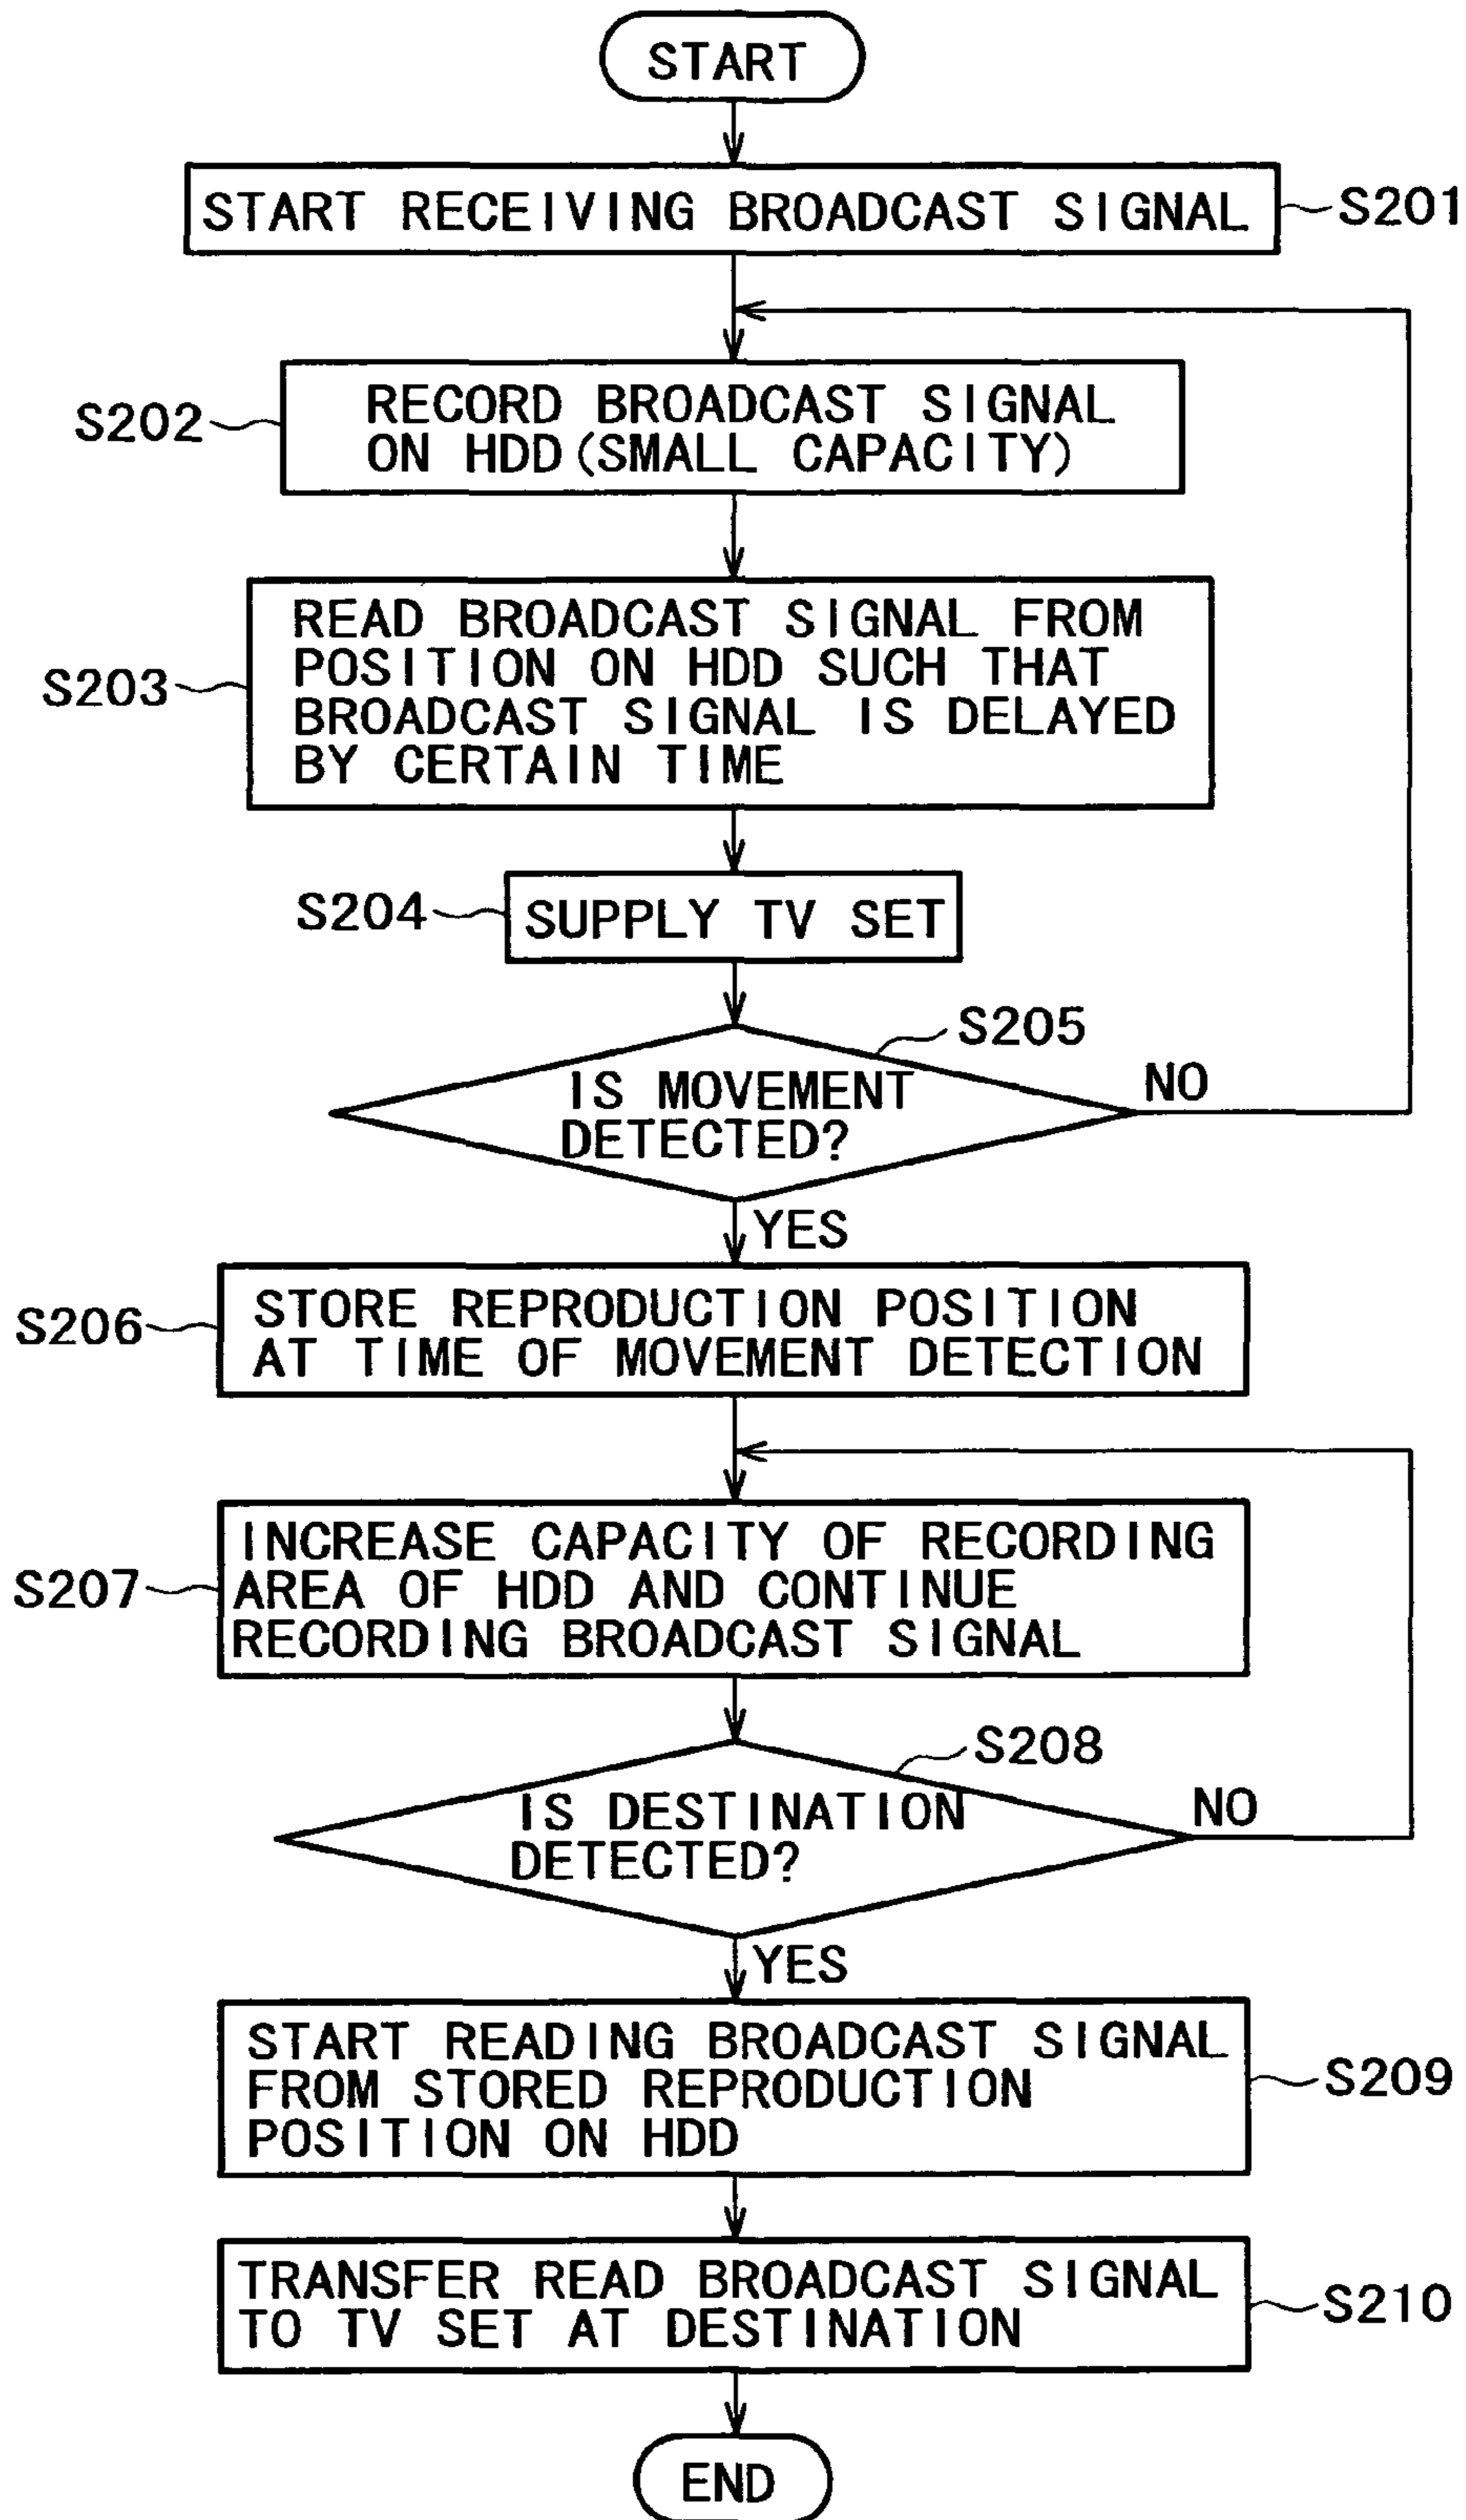 START
START RECEIVING BROADCAST SIGNAL
S201
S202
RECORD BROADCAST SIGNAL
ON HDD(SMALL CAPACITY)
S203
READ BROADCAST SIGNAL FROM
POSITION ON HDD SUCH THAT
BROADCAST SIGNAL IS DELAYED
BY CERTAIN TIME
S204
SUPPLY TV SET
S205
IS MOVEMENT
DETECTED?
NO
YES
S206
STORE REPRODUCTION POSITION
AT TIME OF MOVEMENT DETECTION
S207
INCREASE CAPACITY OF RECORDING
AREA OF HDD AND CONTINUE
RECORDING BROADCAST SIGNAL
S208
IS DESTINATION
DETECTED?
NO
YES
START READING BROADCAST SIGNAL
FROM STORED REPRODUCTION
POSITION ON HDD
S209
TRANSFER READ BROADCAST SIGNAL
TO TV SET AT DESTINATION
S210
END